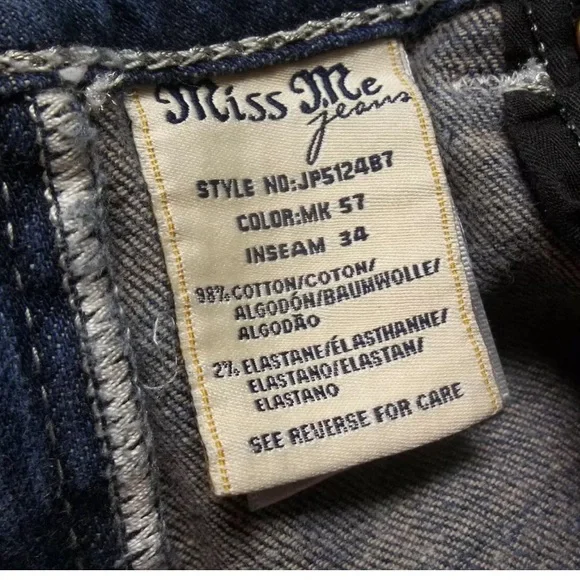 Miss Me
jeans
STYLE NO:JP5124B7
COLOR:MK 57
INSEAM 34
98% COTTON/COTON/
ALGODÓN/BAUMWOLLE/
ALGODÃO
2% ELASTANE/ÉLASTHANNE/
ELASTANO/ELASTAN/
ELASTANO
SEE REVERSE FOR CARE